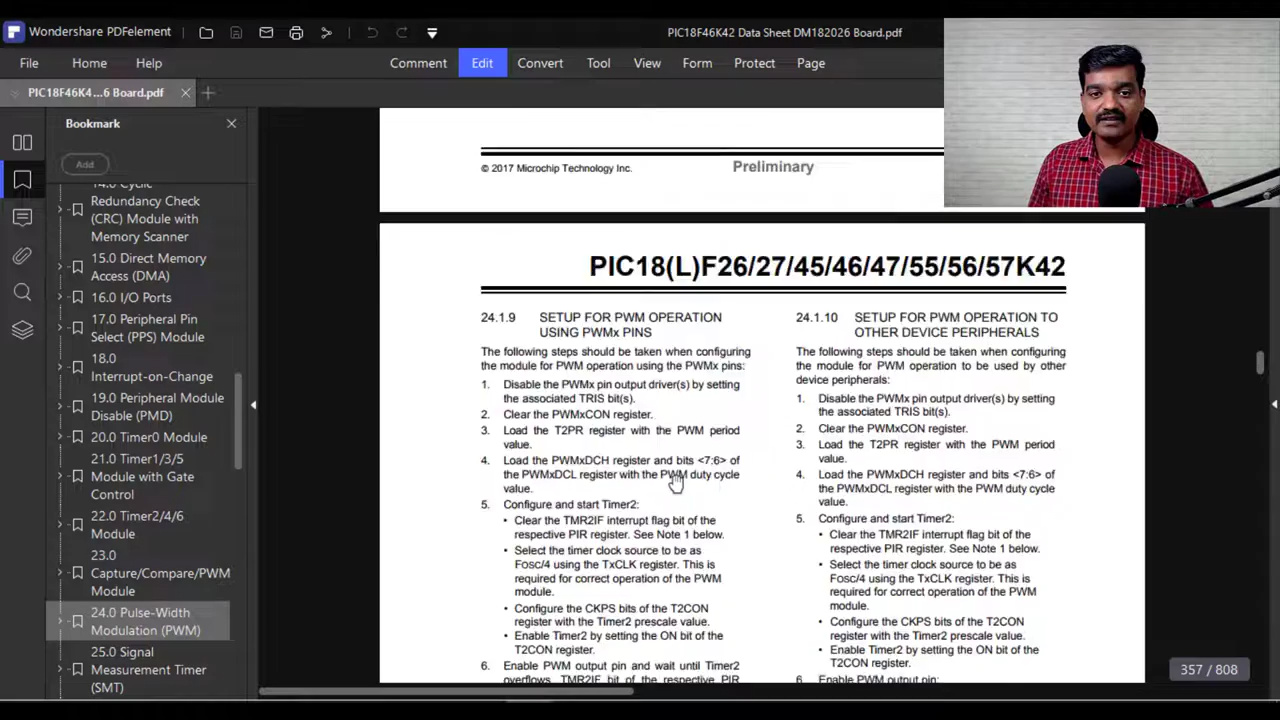 Wondershare PDFelement
PIC18F46K42 Data Sheet DM182026 Board.pdf
File Home Help
Comment Edit Convert Tool View Form Protect Page
PIC18F46K4...6 Board.pdf
Bookmark
Add
14.0 Cyclic
Redundancy Check
(CRC) Module with
Memory Scanner
15.0 Direct Memory
Access (DMA)
16.0 I/O Ports
17.0 Peripheral Pin
Select (PPS) Module
18.0
Interrupt-on-Change
19.0 Peripheral Module
Disable (PMD)
20.0 Timer0 Module
21.0 Timer1/3/5
Module with Gate
Control
22.0 Timer2/4/6
Module
23.0
Capture/Compare/PWM
Module
24.0 Pulse-Width
Modulation (PWM)
25.0 Signal
Measurement Timer
(SMT)
© 2017 Microchip Technology Inc.
Preliminary
PIC18(L)F26/27/45/46/47/55/56/57K42
24.1.9 SETUP FOR PWM OPERATION
USING PWMx PINS
The following steps should be taken when configuring
the module for PWM operation using the PWMx pins:
1. Disable the PWMx pin output driver(s) by setting
the associated TRIS bit(s).
2. Clear the PWMxCON register.
3. Load the T2PR register with the PWM period
value.
4. Load the PWMxDCH register and bits <7:6> of
the PWMxDCL register with the PWM duty cycle
value.
5. Configure and start Timer2:
• Clear the TMR2IF interrupt flag bit of the
respective PIR register. See Note 1 below.
• Select the timer clock source to be as
FOSC/4 using the TxCLK register. This is
required for correct operation of the PWM
module.
• Configure the CKPS bits of the T2CON
register with the Timer2 prescale value.
• Enable Timer2 by setting the ON bit of the
T2CON register.
6. Enable PWM output pin and wait until Timer2
overflows, TMR2IF bit of the respective PIR
24.1.10 SETUP FOR PWM OPERATION TO
OTHER DEVICE PERIPHERALS
The following steps should be taken when configuring
the module for PWM operation to be used by other
device peripherals:
1. Disable the PWMx pin output driver(s) by setting
the associated TRIS bit(s).
2. Clear the PWMxCON register.
3. Load the T2PR register with the PWM period
value.
4. Load the PWMxDCH register and bits <7:6> of
the PWMxDCL register with the PWM duty cycle
value.
5. Configure and start Timer2:
• Clear the TMR2IF interrupt flag bit of the
respective PIR register. See Note 1 below.
• Select the timer clock source to be as
FOSC/4 using the TxCLK register. This is
required for correct operation of the PWM
module.
• Configure the CKPS bits of the T2CON
register with the Timer2 prescale value.
• Enable Timer2 by setting the ON bit of the
T2CON register.
6. Enable PWM output pin:
357 / 808